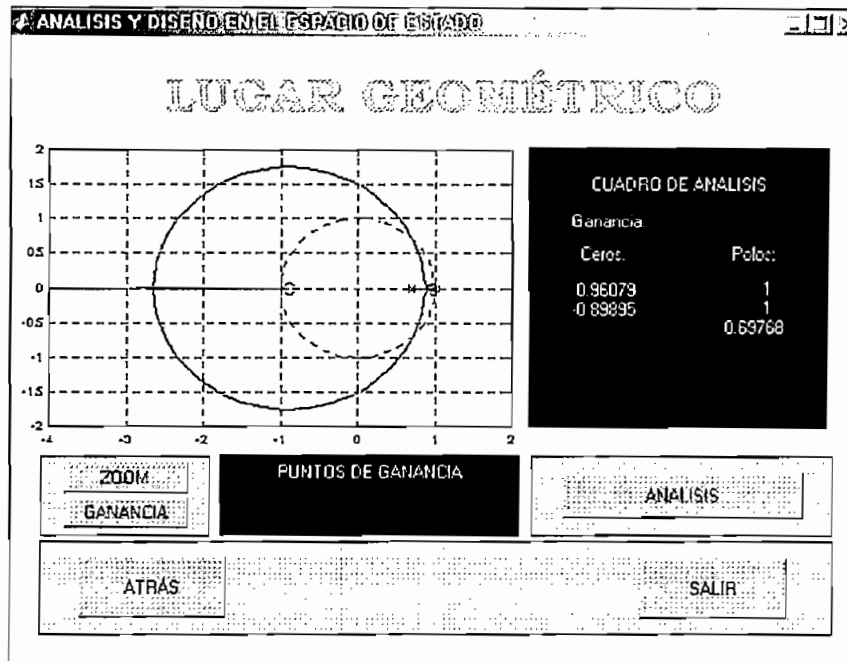 ANALISIS Y DISEÑO EN EL ESPACIO DE ESTADO
LUGAR GEOMÉTRICO
2
1.5
1
0.5
0
-0.5
-1
-1.5
-2
-4 -3 -2 -1 0 1 2
CUADRO DE ANALISIS
Ganancia:
Ceros: Polos:
0.96079 1
-0.89895 1
0.69768
ZOOM
GANANCIA
PUNTOS DE GANANCIA
ANALISIS
ATRÁS
SALIR